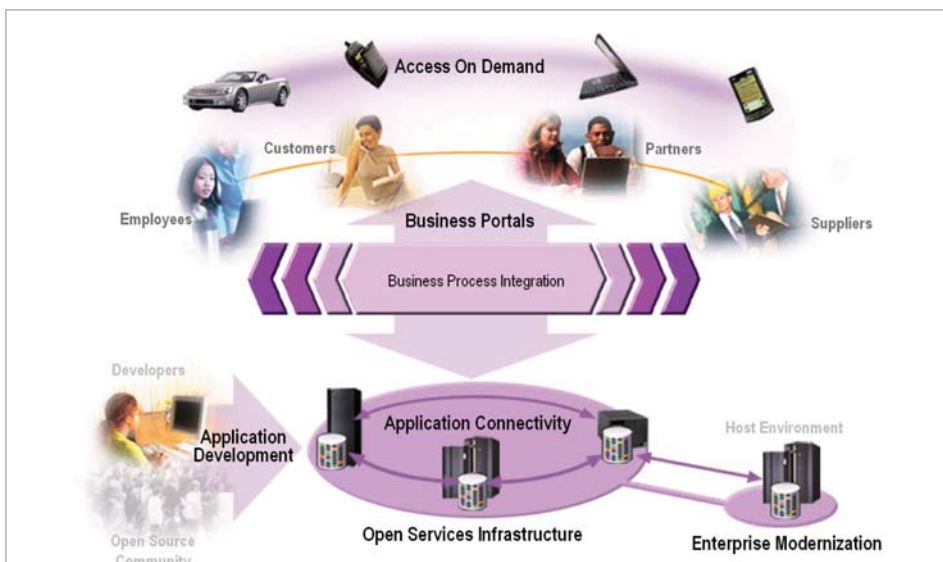 Access On Demand
Customers
Partners
Employees
Business Portals
Suppliers
Business Process Integration
Developers
Application Connectivity
Application
Development
Host Environment
Open Services Infrastructure
Enterprise Modernization
Open Source
Community